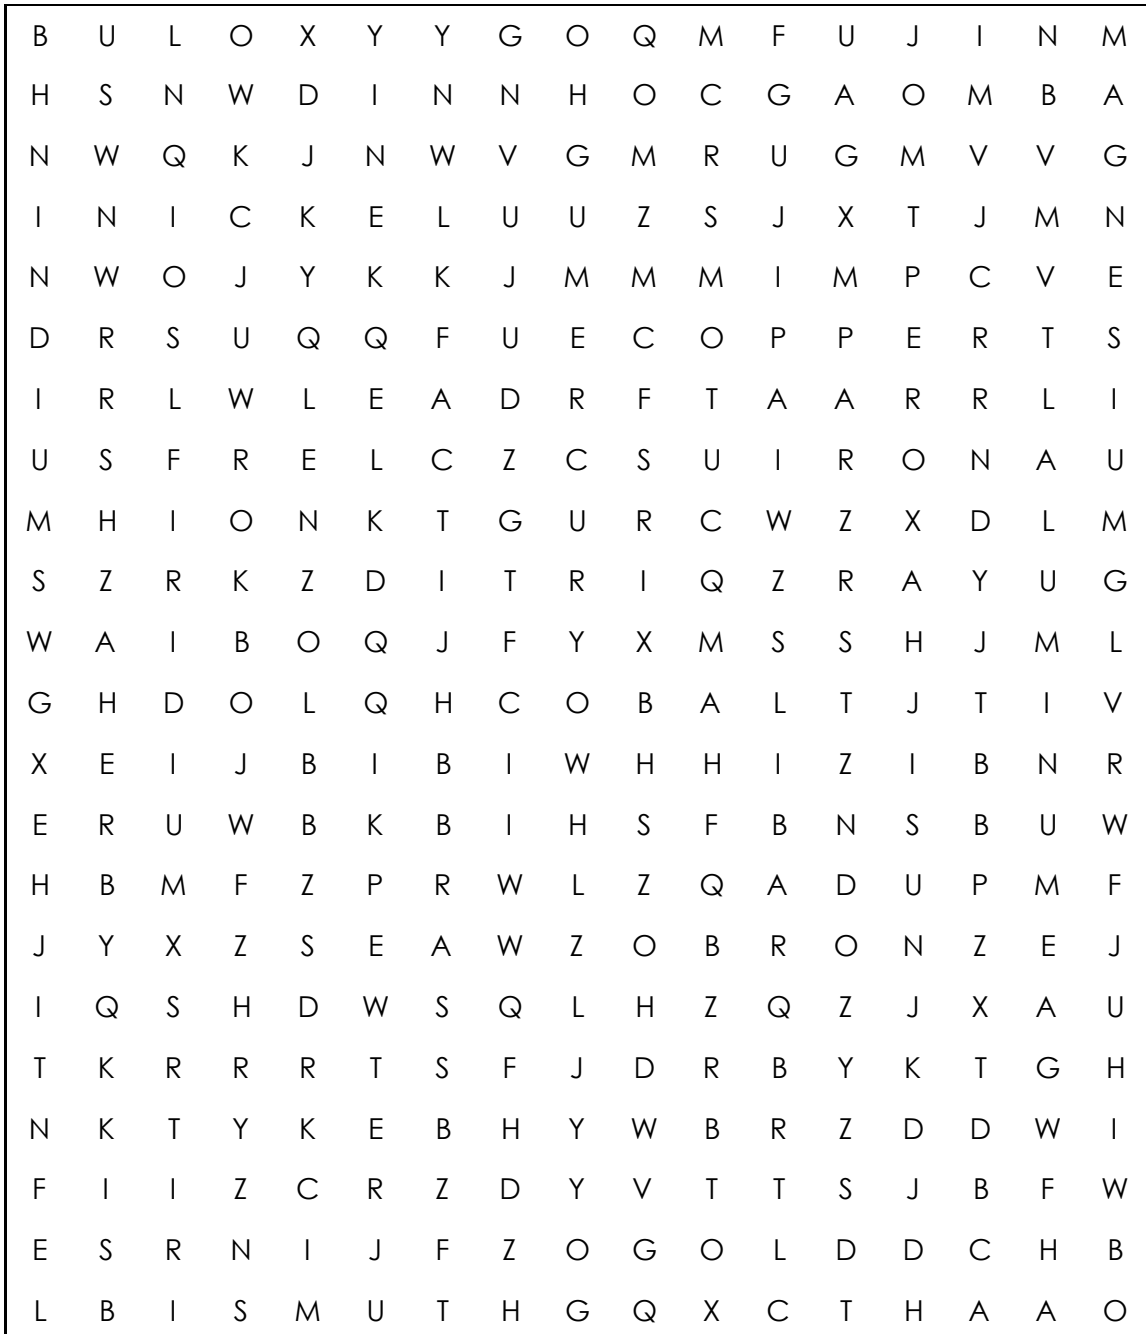 B U L O X Y Y G O Q M F U J I N M
H S N W D I N N H O C G A O M B A
N W Q K J N W V G M R U G M V V G
I N I C K E L U U Z S J X T J M N
N W O J Y K K J M M M I M P C V E
D R S U Q Q F U E C O P P E R T S
I R L W L E A D R F T A A R R L I
U S F R E L C Z C S U I R O N A U
M H I O N K T G U R C W Z X D L M
S Z R K Z D I T R I Q Z R A Y U G
W A I B O Q J F Y X M S S H J M L
G H D O L Q H C O B A L T J T I V
X E I J B I B I W H H I Z I B N R
E R U W B K B I H S F B N S B U W
H B M F Z P R W L Z Q A D U P M F
J Y X Z S E A W Z O B R O N Z E J
I Q S H D W S Q L H Z Q Z J X A U
T K R R R T S F J D R B Y K T G H
N K T Y K E B H Y W B R Z D D W I
F I I Z C R Z D Y V T T S J B F W
E S R N I J F Z O G O L D D C H B
L B I S M U T H G Q X C T H A A O